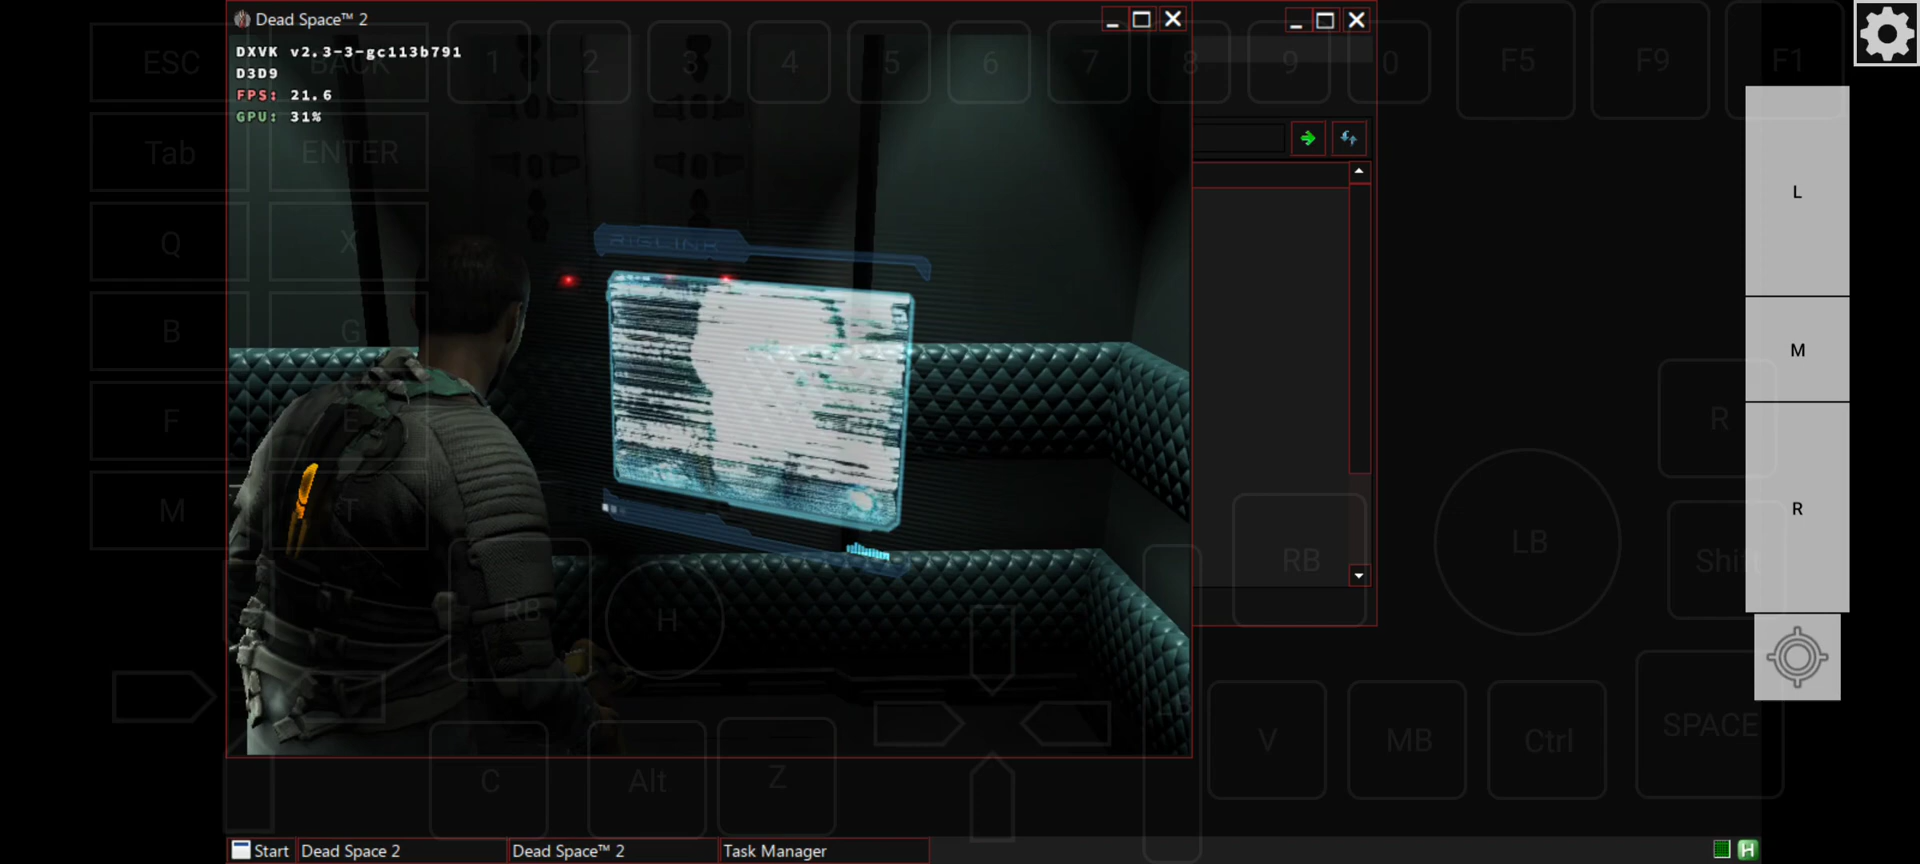 Dead Space™ 2
DXVK v2.3-3-gc113b791
D3D9
FPS: 21.6
GPU: 31%
ESC
BACK
1
2
3
4
5
6
7
8
9
0
F5
F9
F1
Tab
ENTER
Q
X
B
G
F
E
M
T
RIGLINK
L
M
R
R
RB
H
RB
LB
Shift
C
Alt
Z
V
MB
Ctrl
SPACE
Start
Dead Space 2
Dead Space™ 2
Task Manager
H